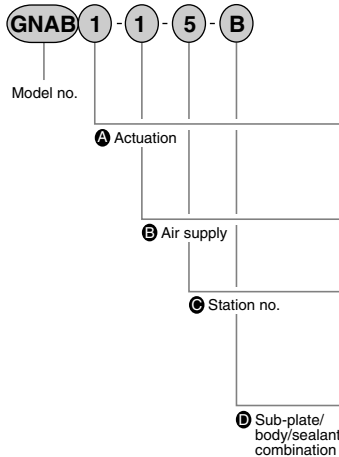 GNAB 1 - 1 - 5 - B
Model no.
A Actuation
B Air supply
C Station no.
D Sub-plate/
body/sealant
combination